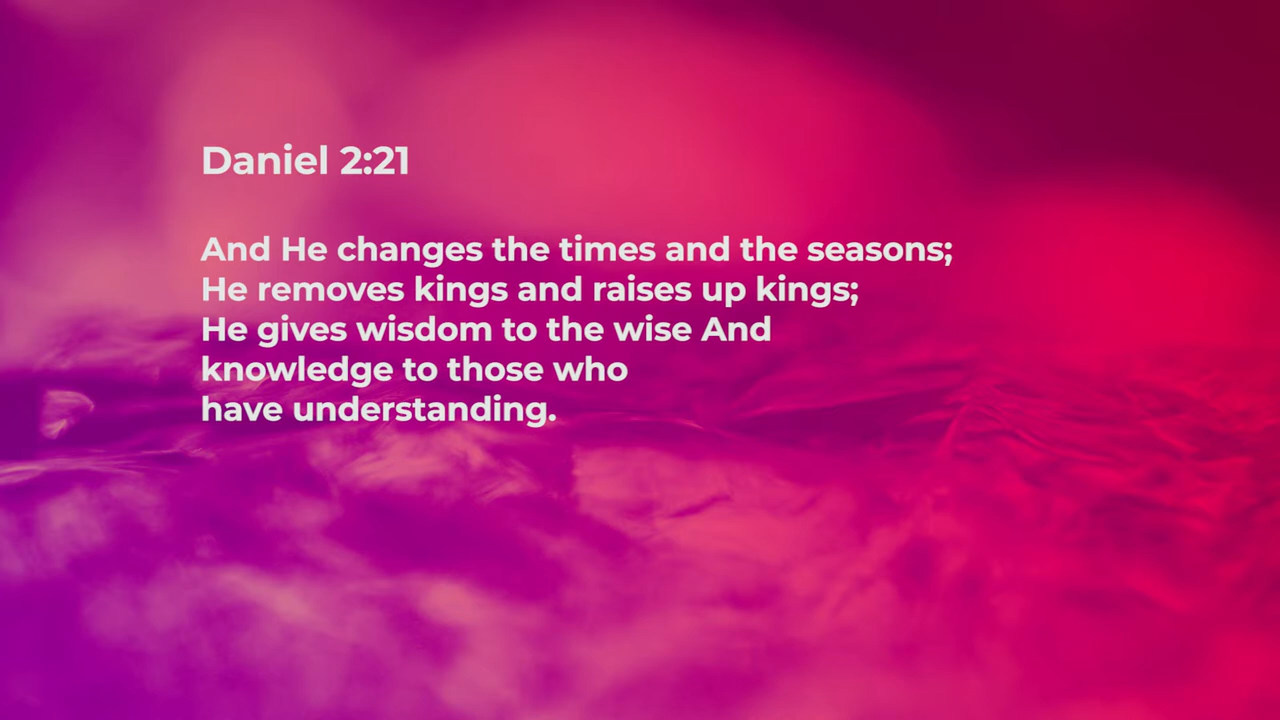 Daniel 2:21
And He changes the times and the seasons;
He removes kings and raises up kings;
He gives wisdom to the wise And
knowledge to those who
have understanding.